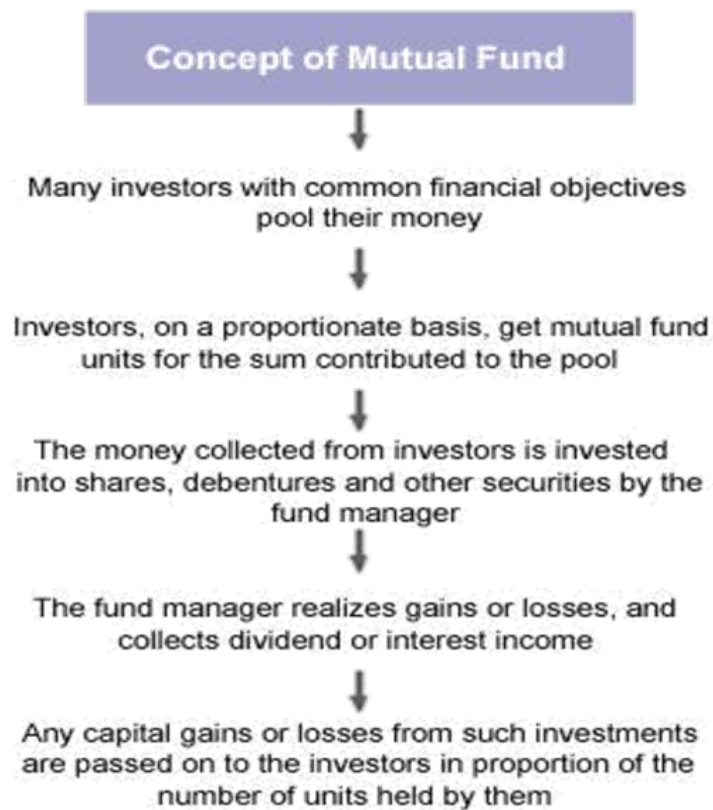 Concept of Mutual Fund
Many investors with common financial objectives
pool their money
Investors, on a proportionate basis, get mutual fund
units for the sum contributed to the pool
The money collected from investors is invested
into shares, debentures and other securities by the
fund manager
The fund manager realizes gains or losses, and
collects dividend or interest income
Any capital gains or losses from such investments
are passed on to the investors in proportion of the
number of units held by them